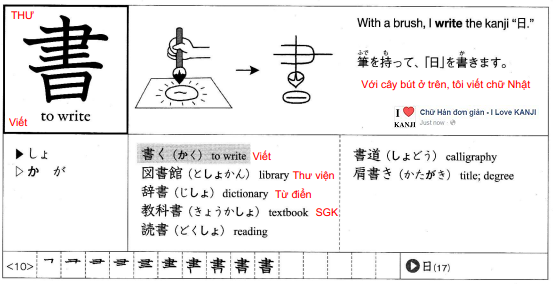 THƯ
書
Viết
to write
With a brush, I write the kanji “日.”
筆を持って、「日」を書きます。
ふで も か
Với cây bút ở trên, tôi viết chữ Nhật
I ❤ KANJI
Chữ Hán đơn giản - I Love KANJI
Just now
▶しょ
▷か が
書く（かく） to write Viết
図書館（としょかん） library Thư viện
辞書（じしょ） dictionary Từ điển
教科書（きょうかしょ） textbook SGK
読書（どくしょ） reading
書道（しょどう） calligraphy
肩書き（かたがき） title; degree
<10>
書
▶日(17)